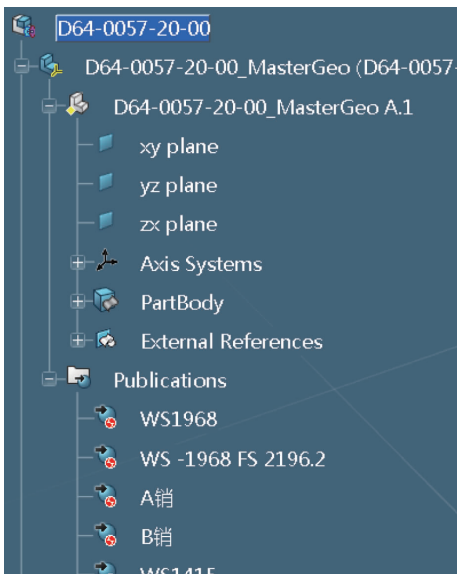 D64-0057-20-00
D64-0057-20-00_MasterGeo (D64-0057-
D64-0057-20-00_MasterGeo A.1
xy plane
yz plane
zx plane
Axis Systems
PartBody
External References
Publications
WS1968
WS -1968 FS 2196.2
A销
B销
WS1415